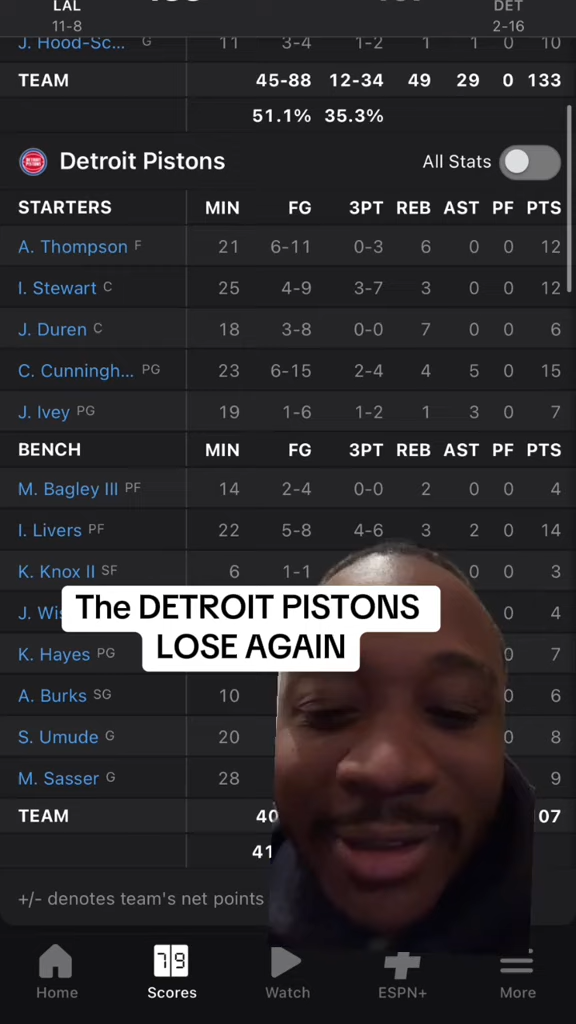 LAL
DET
11-8
2-16
J. Hood-Sc... G 11 3-4 1-2 1 1 0 10
TEAM 45-88 12-34 49 29 0 133
51.1% 35.3%
Detroit Pistons All Stats
STARTERS MIN FG 3PT REB AST PF PTS
A. Thompson F 21 6-11 0-3 6 0 0 12
I. Stewart C 25 4-9 3-7 3 0 0 12
J. Duren C 18 3-8 0-0 7 0 0 6
C. Cunningh... PG 23 6-15 2-4 4 5 0 15
J. Ivey PG 19 1-6 1-2 1 3 0 7
BENCH MIN FG 3PT REB AST PF PTS
M. Bagley III PF 14 2-4 0-0 2 0 0 4
I. Livers PF 22 5-8 4-6 3 2 0 14
K. Knox II SF 6 1-1 0 0 3
The DETROIT PISTONS
J. Wis 0 4
LOSE AGAIN
K. Hayes PG 0 7
A. Burks SG 10 0 6
S. Umude G 20 0 8
M. Sasser G 28 9
TEAM 40 07
41
+/- denotes team's net points
79
Home Scores Watch ESPN+ More